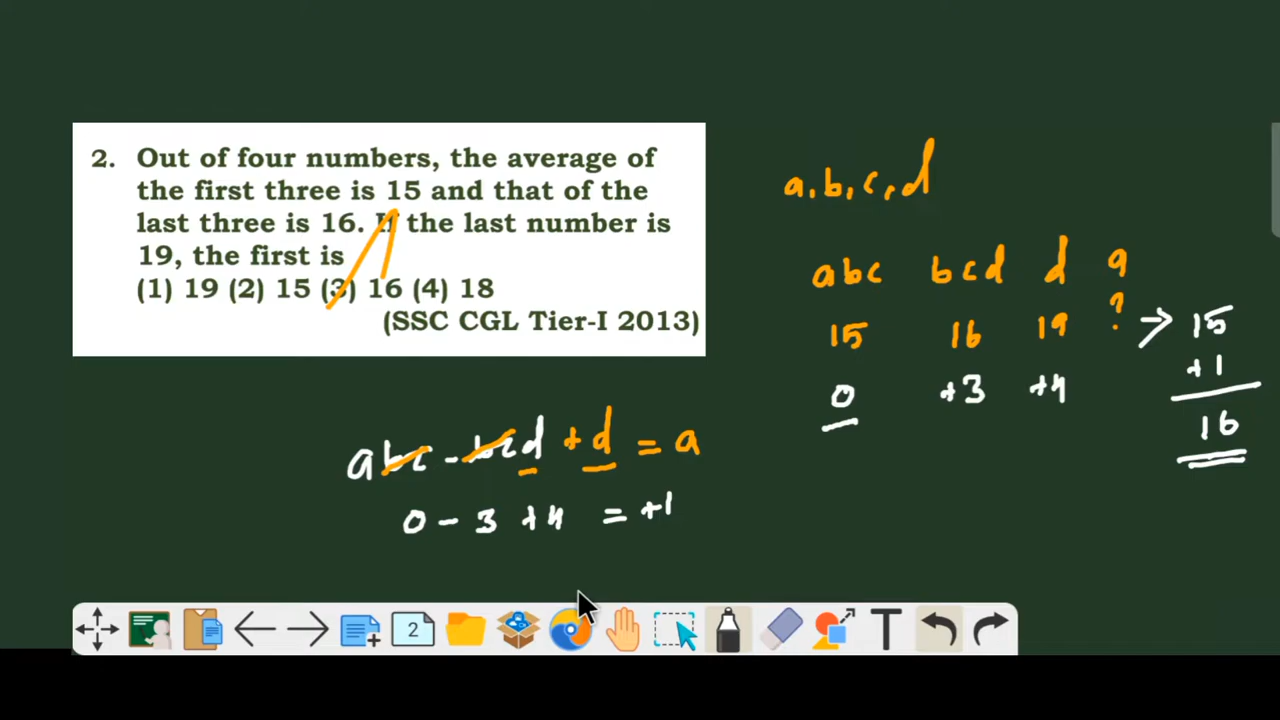 2. Out of four numbers, the average of
the first three is 15 and that of the
last three is 16. If the last number is
19, the first is
(1) 19 (2) 15 (3) 16 (4) 18
(SSC CGL Tier-I 2013)
a, b, c, d
abc bcd d a
15 16 19 ? → 15
0 +3 +4 +1
16
abc - bcd + d = a
0 - 3 + 4 = +1
2
T